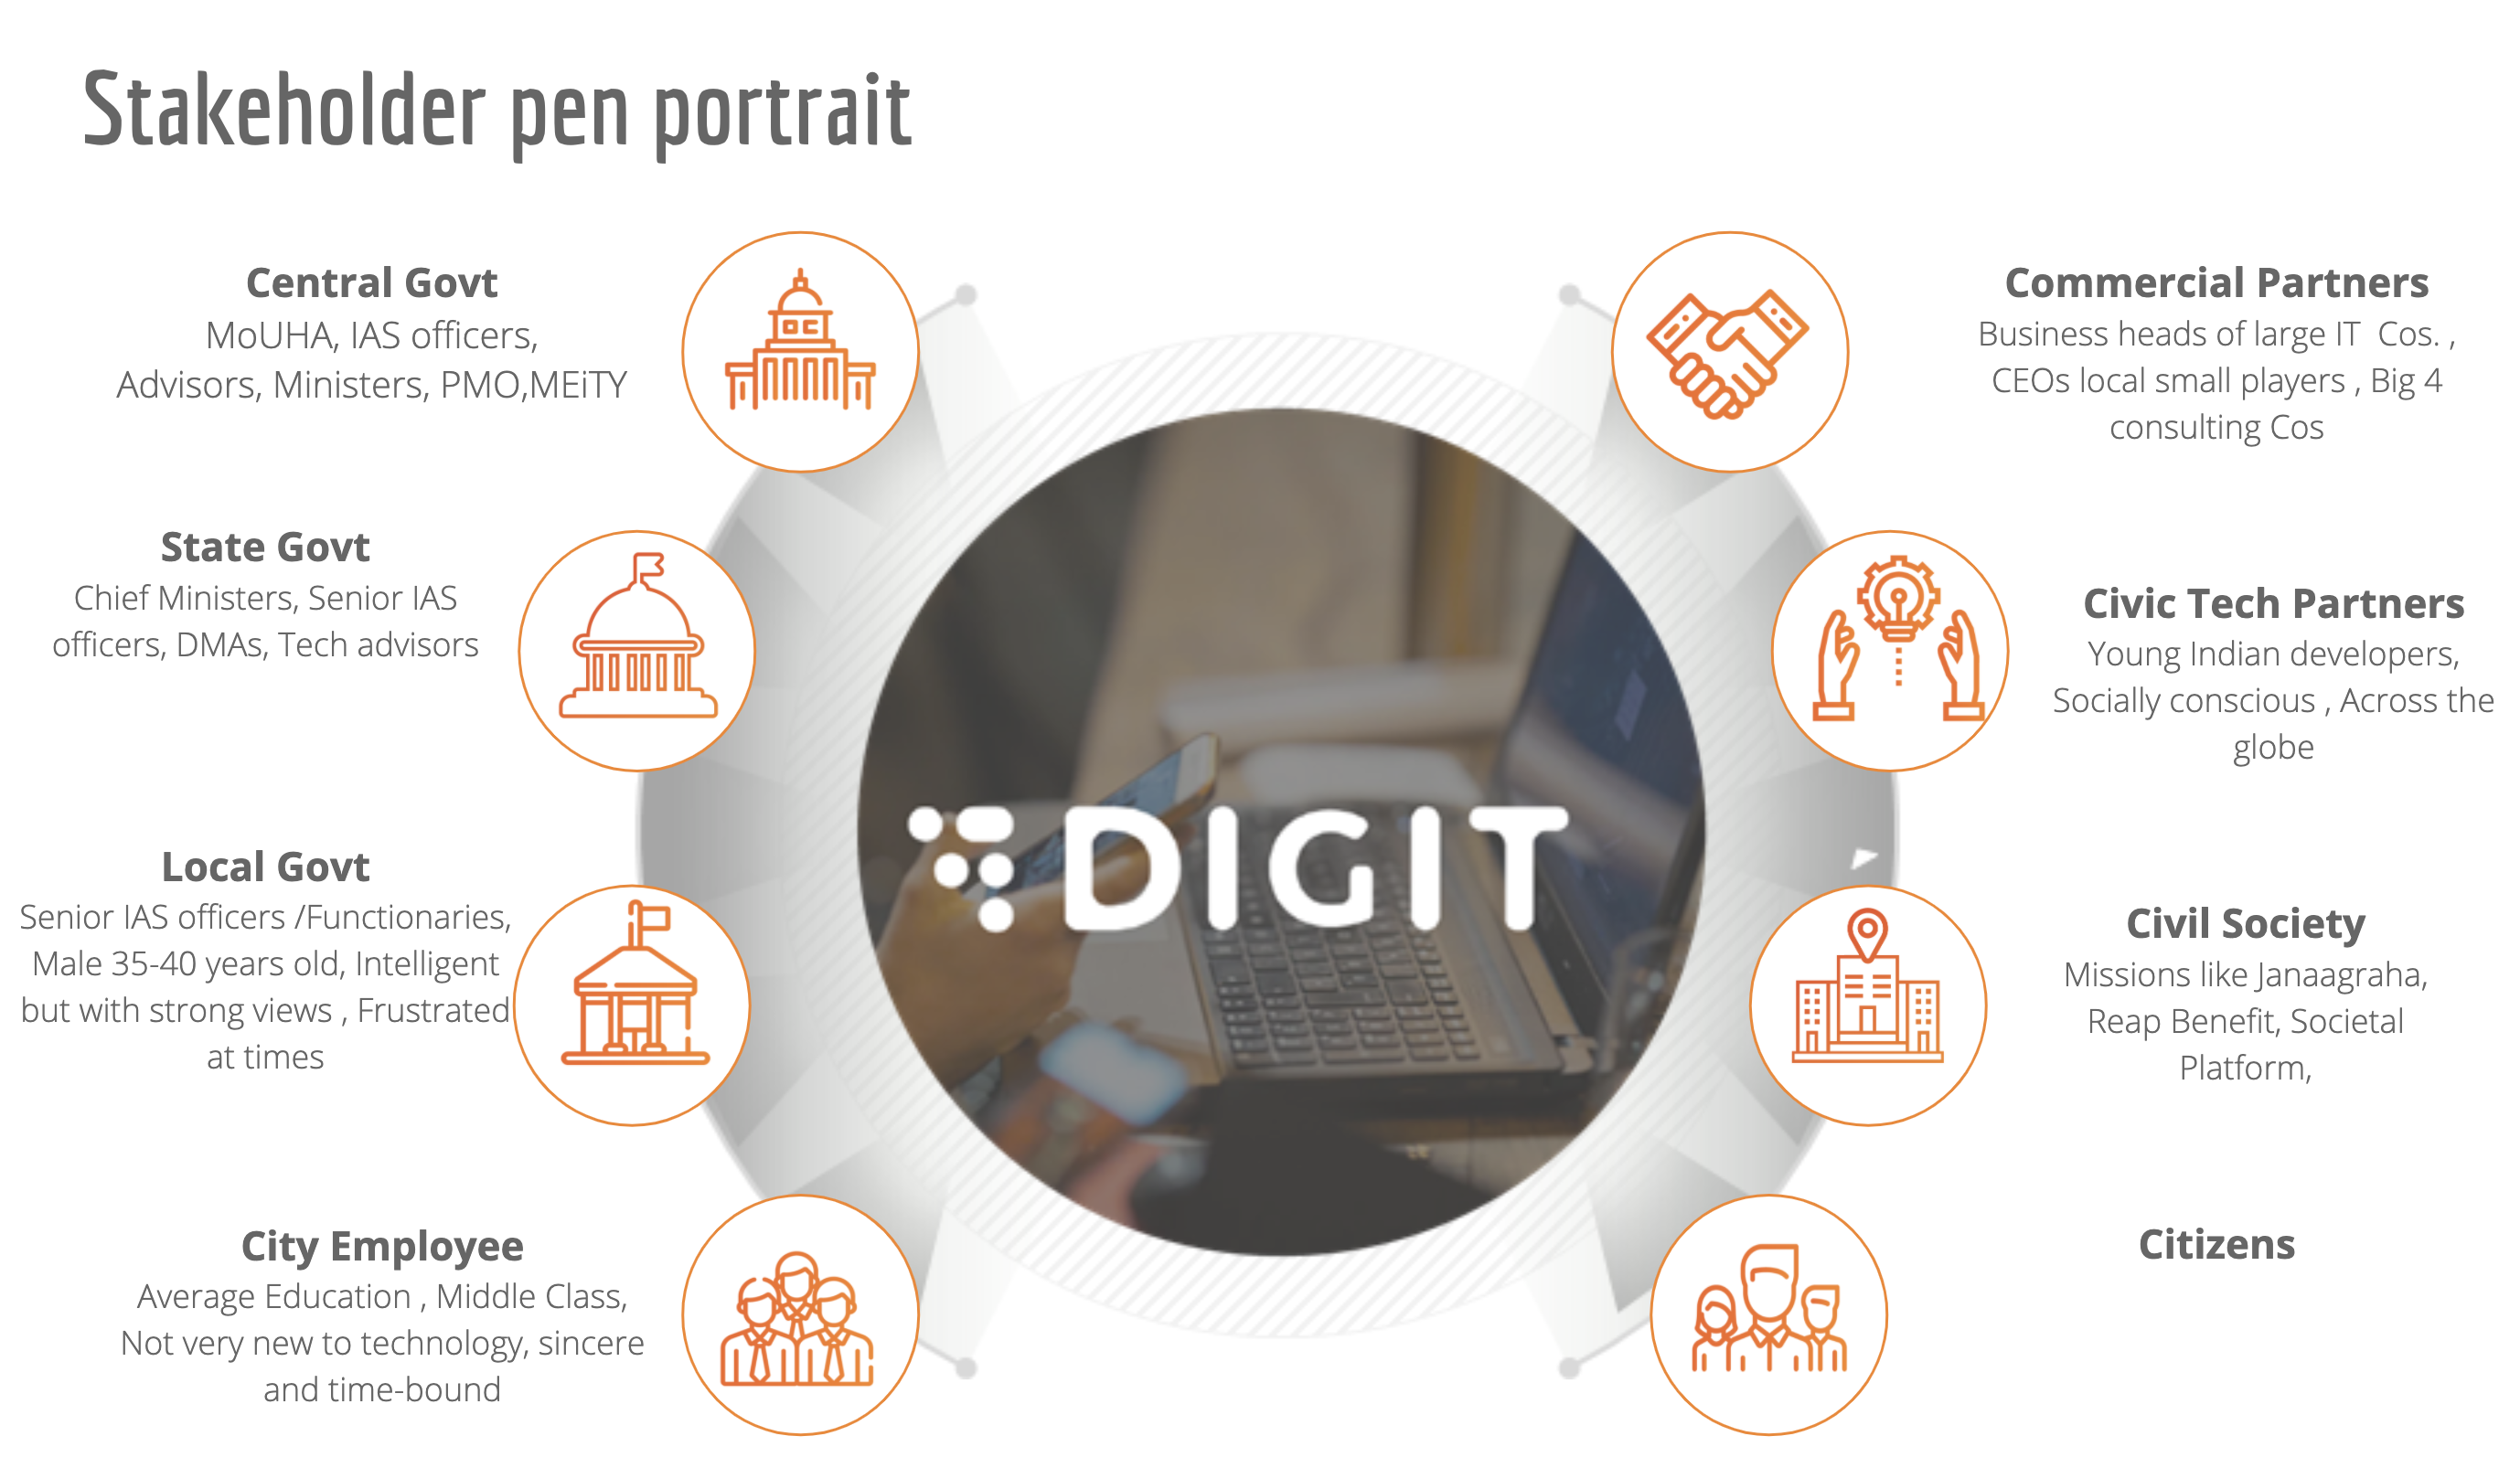 Stakeholder pen portrait
Central Govt
MoUHA, IAS officers,
Advisors, Ministers, PMO,MEiTY
State Govt
Chief Ministers, Senior IAS
officers, DMAs, Tech advisors
Local Govt
Senior IAS officers /Functionaries,
Male 35-40 years old, Intelligent
but with strong views , Frustrated
at times
City Employee
Average Education , Middle Class,
Not very new to technology, sincere
and time-bound
DIGIT
Commercial Partners
Business heads of large IT  Cos. ,
CEOs local small players , Big 4
consulting Cos
Civic Tech Partners
Young Indian developers,
Socially conscious , Across the
globe
Civil Society
Missions like Janaagraha,
Reap Benefit, Societal
Platform,
Citizens